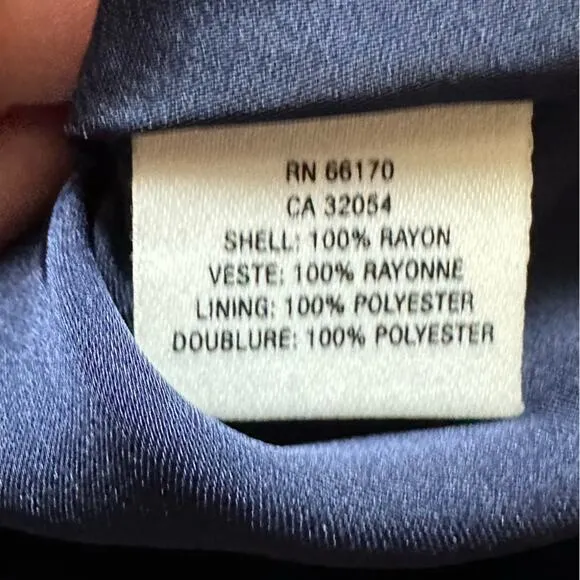 RN 66170
CA 32054
SHELL: 100% RAYON
VESTE: 100% RAYONNE
LINING: 100% POLYESTER
DOUBLURE: 100% POLYESTER